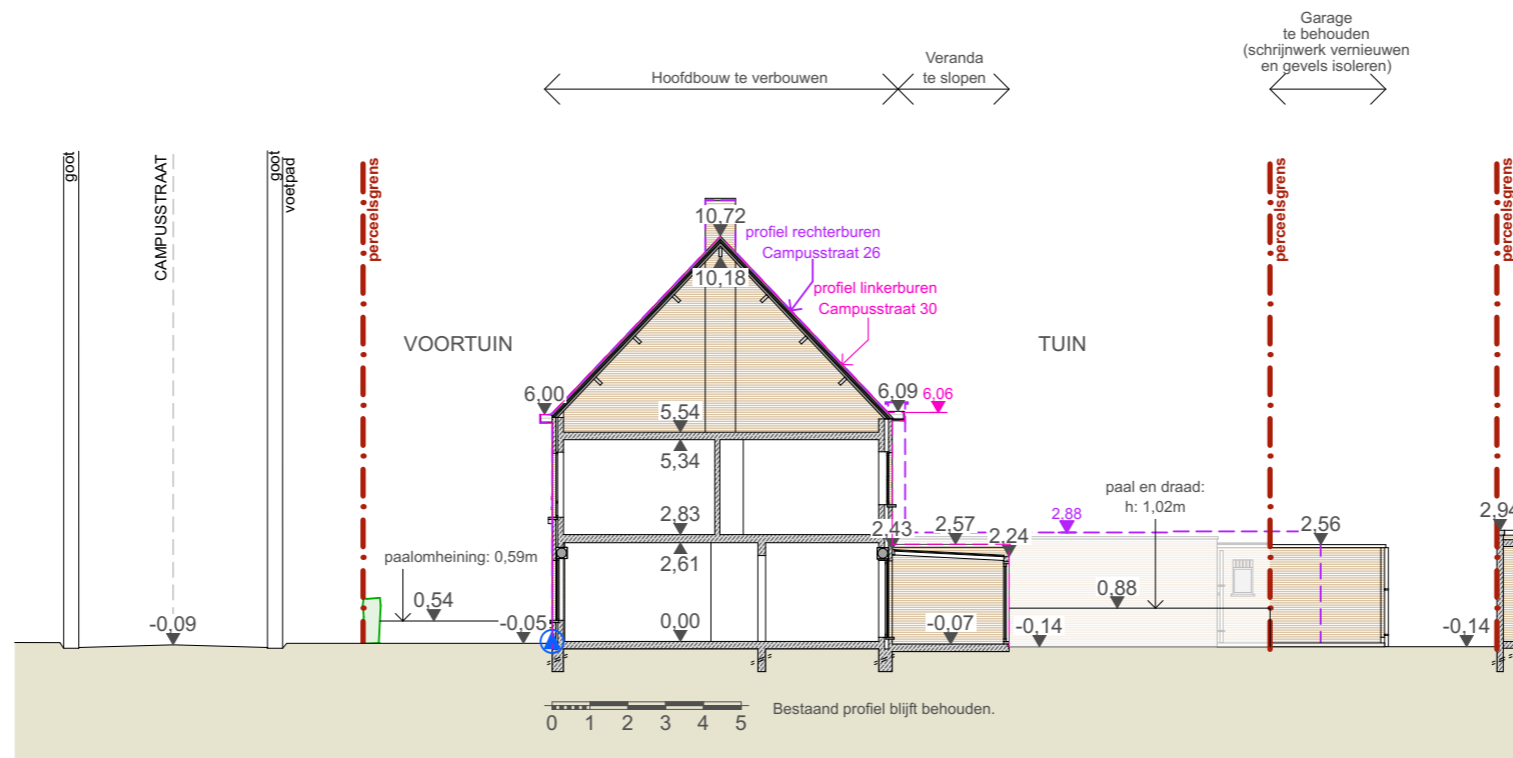 Garage
te behouden
(schrijnwerk vernieuwen
en gevels isoleren)
Veranda
te slopen
Hoofdbouw te verbouwen
goot
CAMPUSSTRAAT
goot
voetpad
perceelsgrens
perceelsgrens
perceelsgrens
10,72
profiel rechterburen
Campusstraat 26
10,18
profiel linkerburen
Campusstraat 30
VOORTUIN
TUIN
6,00
6,09
6,06
5,54
5,34
paal en draad:
h: 1,02m
2,83
2,43
2,57
2,88
2,24
2,56
2,94
paalomheining: 0,59m
2,61
0,54
0,88
-0,09
-0,05
0,00
-0,07
-0,14
-0,14
0 1 2 3 4 5
Bestaand profiel blijft behouden.